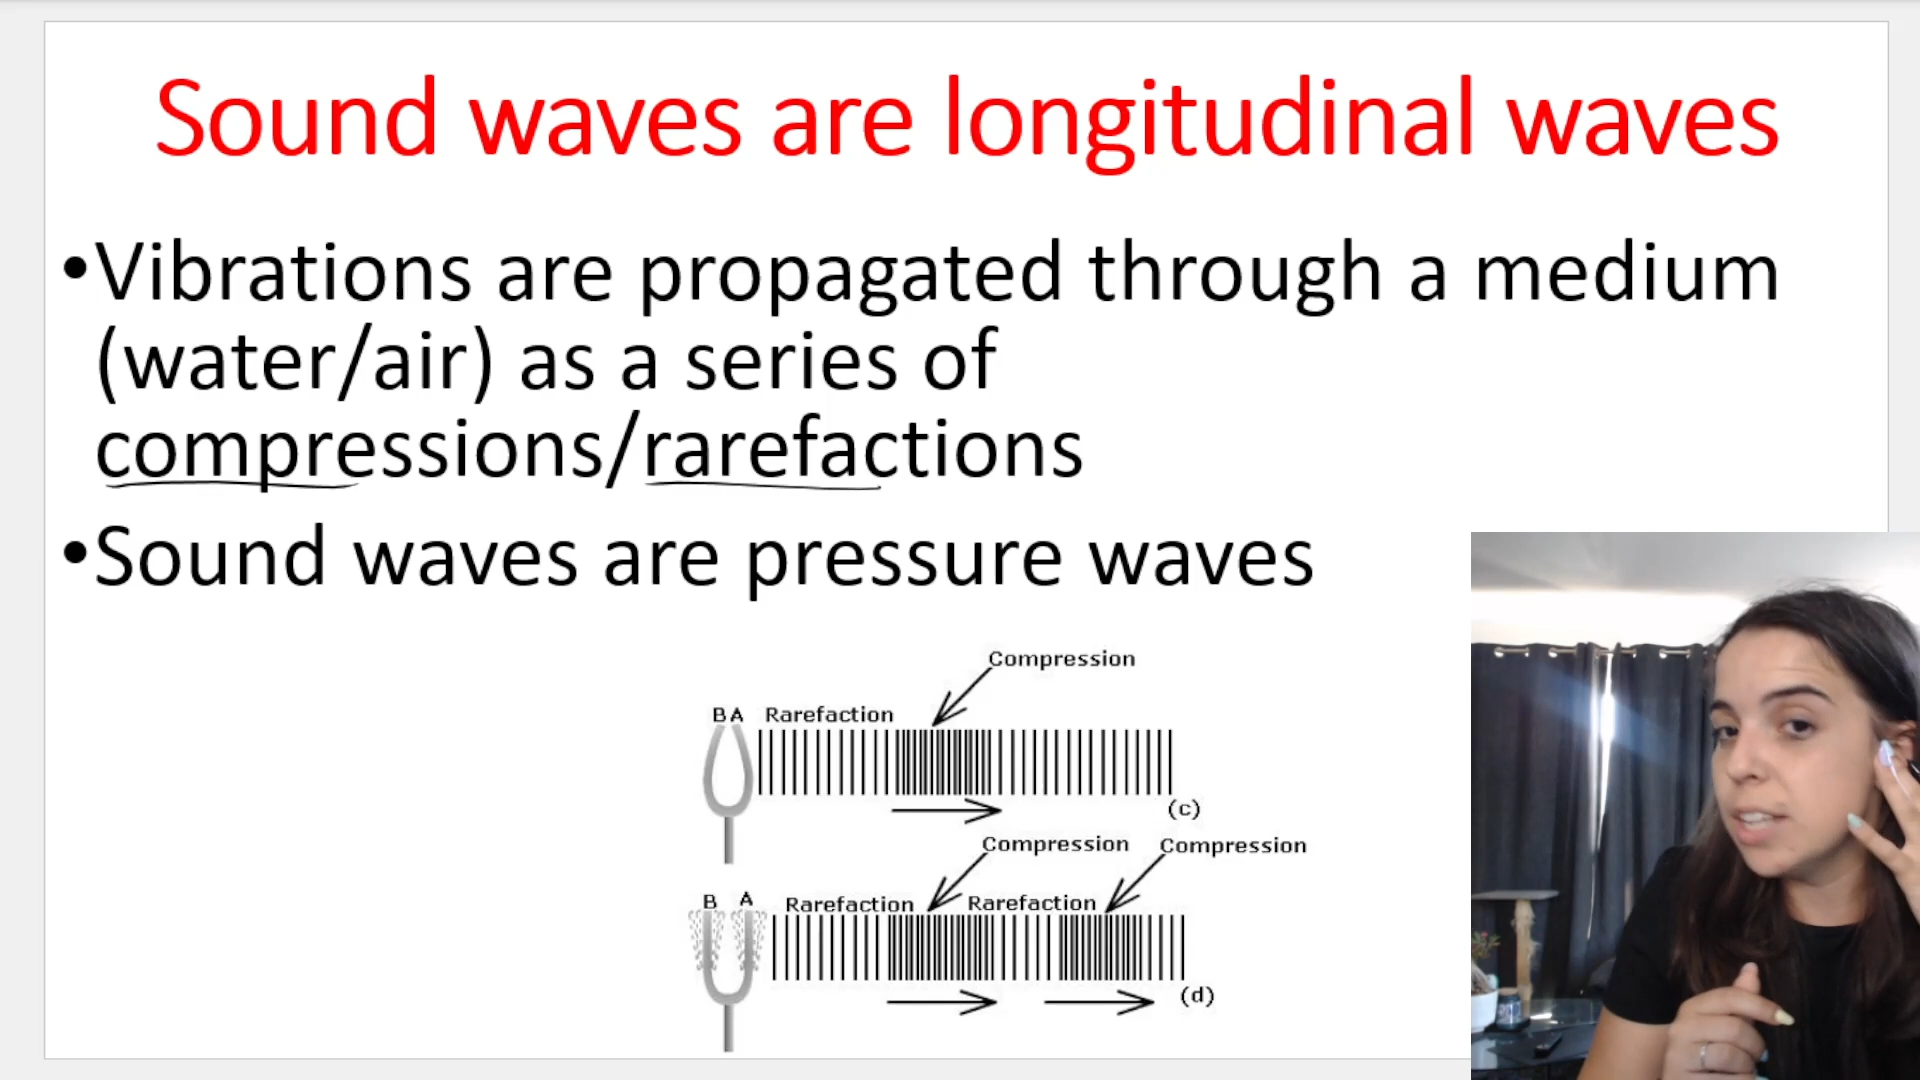 Sound waves are longitudinal waves
•Vibrations are propagated through a medium
(water/air) as a series of
compressions/rarefactions
•Sound waves are pressure waves
Compression
B A Rarefaction
(c)
Compression Compression
B A Rarefaction Rarefaction
(d)